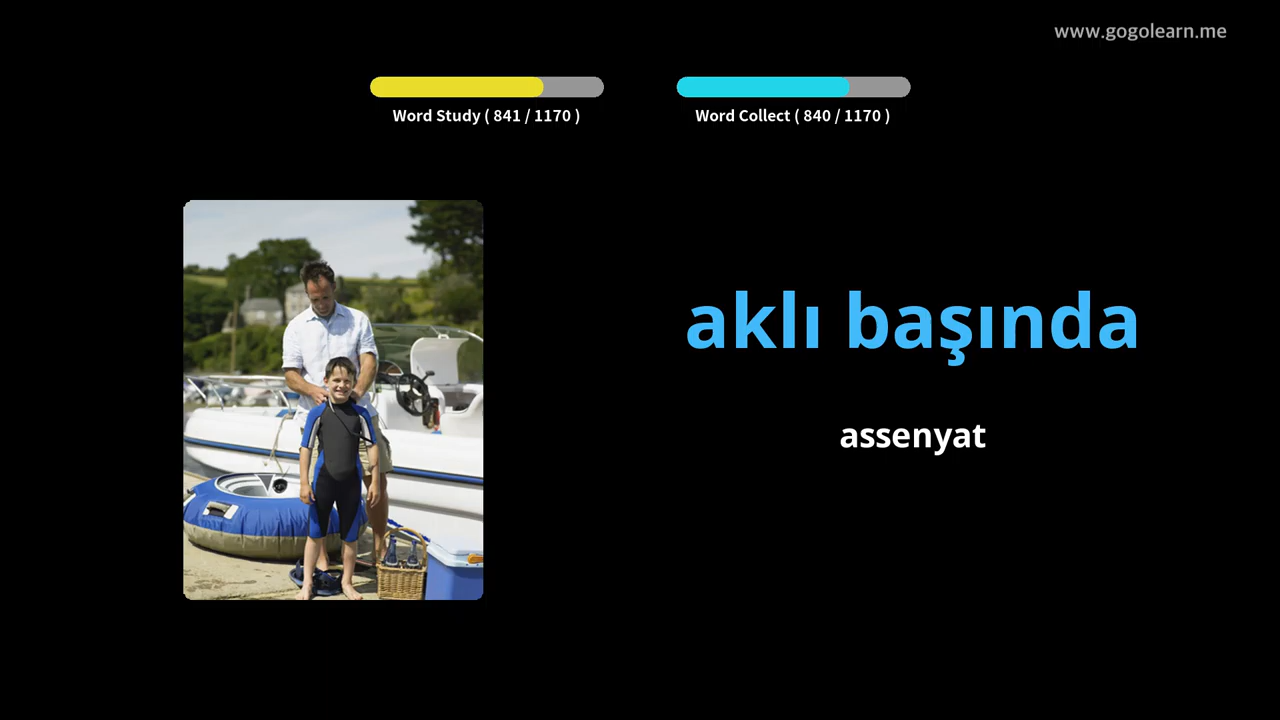 www.gogolearn.me
Word Study ( 841 / 1170 )
Word Collect ( 840 / 1170 )
aklı başında
assenyat